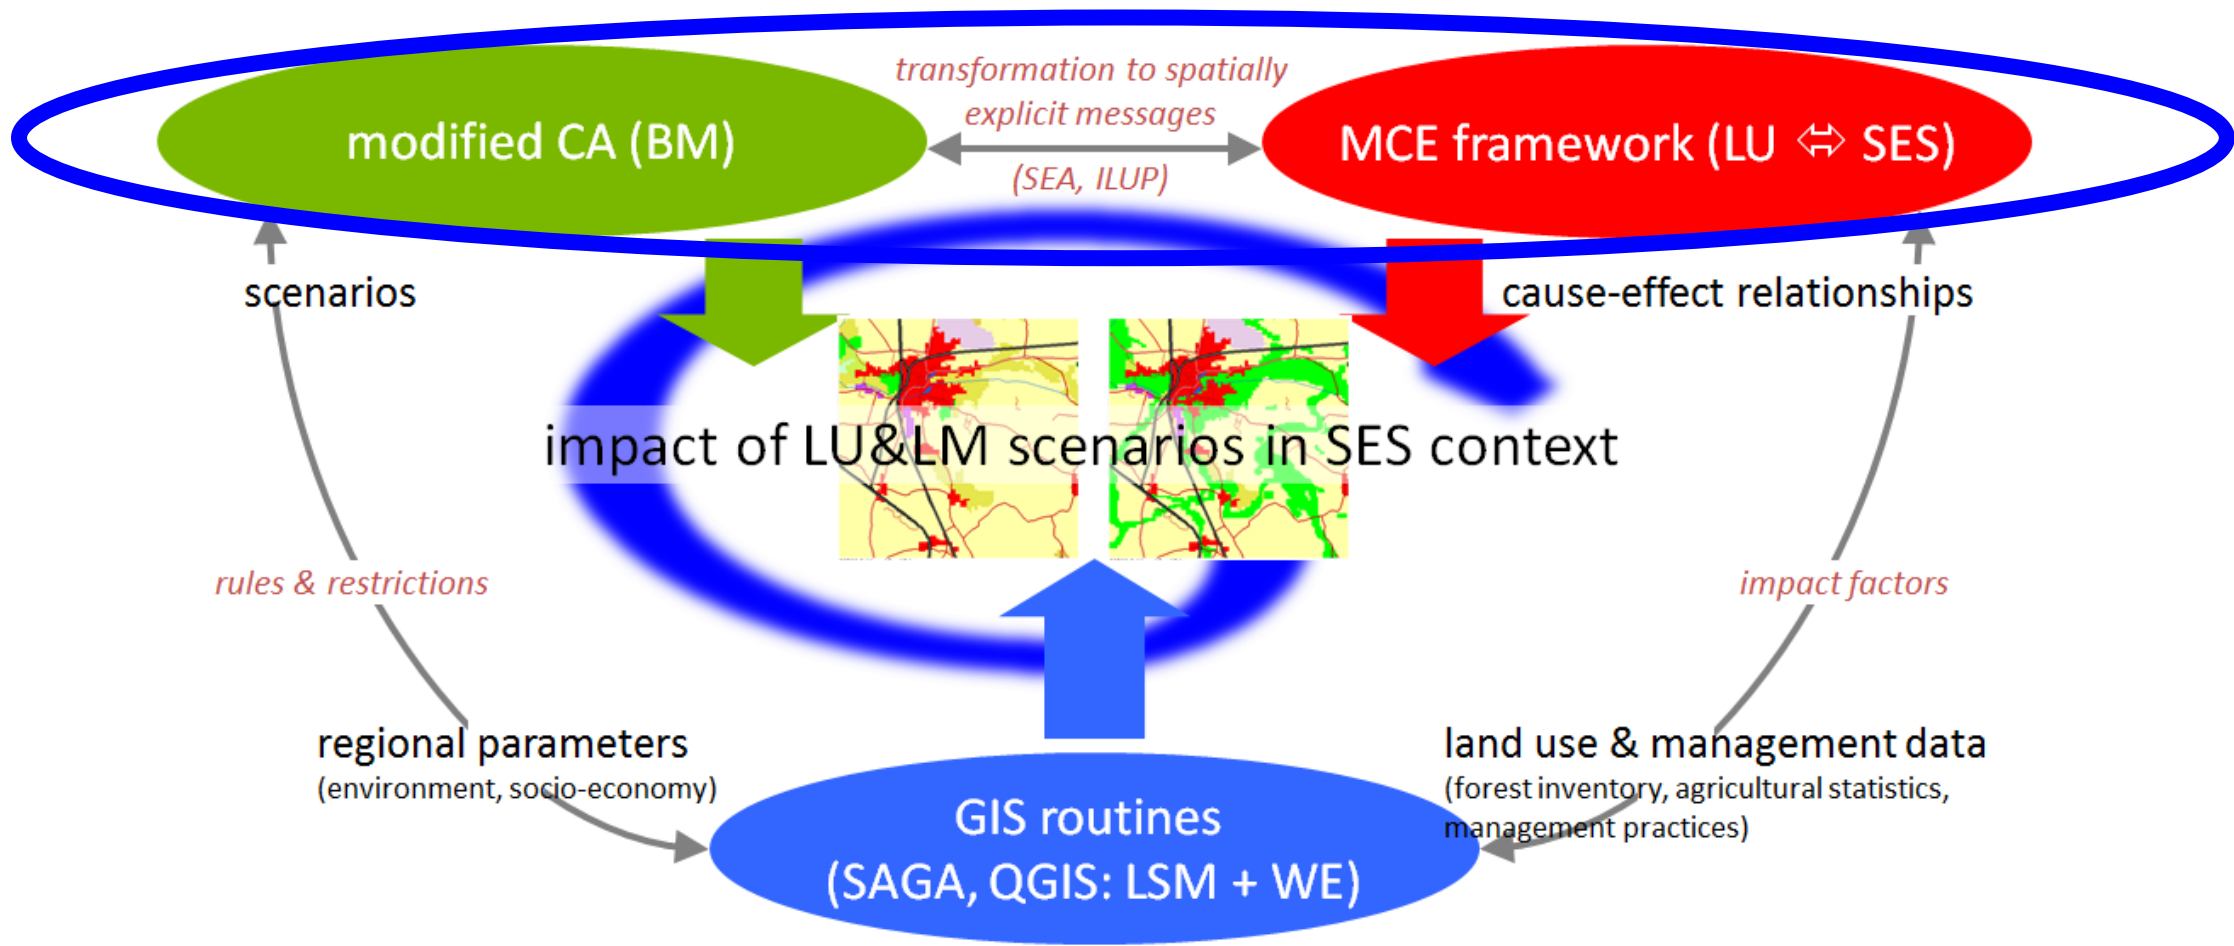 transformation to spatially
explicit messages
modified CA (BM)
MCE framework (LU ⬄ SES)
(SEA, ILUP)
scenarios
cause-effect relationships
impact of LU&LM scenarios in SES context
rules & restrictions
impact factors
regional parameters
(environment, socio-economy)
land use & management data
(forest inventory, agricultural statistics,
management practices)
GIS routines
(SAGA, QGIS: LSM + WE)